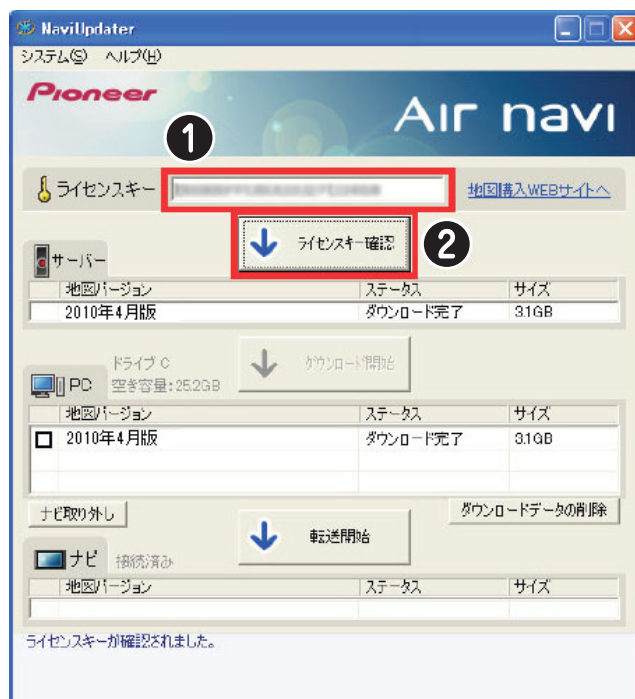 NaviUpdater
システム(S) ヘルプ(H)
Pioneer
AIR navi
1
ライセンスキー
地図購入WEBサイトへ
ライセンスキー確認
2
サーバー
地図バージョン ステータス サイズ
2010年4月版 ダウンロード完了 3.1GB
ドライブ C
ダウンロード開始
PC
空き容量:25.2GB
地図バージョン ステータス サイズ
2010年4月版 ダウンロード完了 3.1GB
ナビ取り外し
ダウンロードデータの削除
転送開始
ナビ 接続済み
地図バージョン ステータス サイズ
ライセンスキーが確認されました。